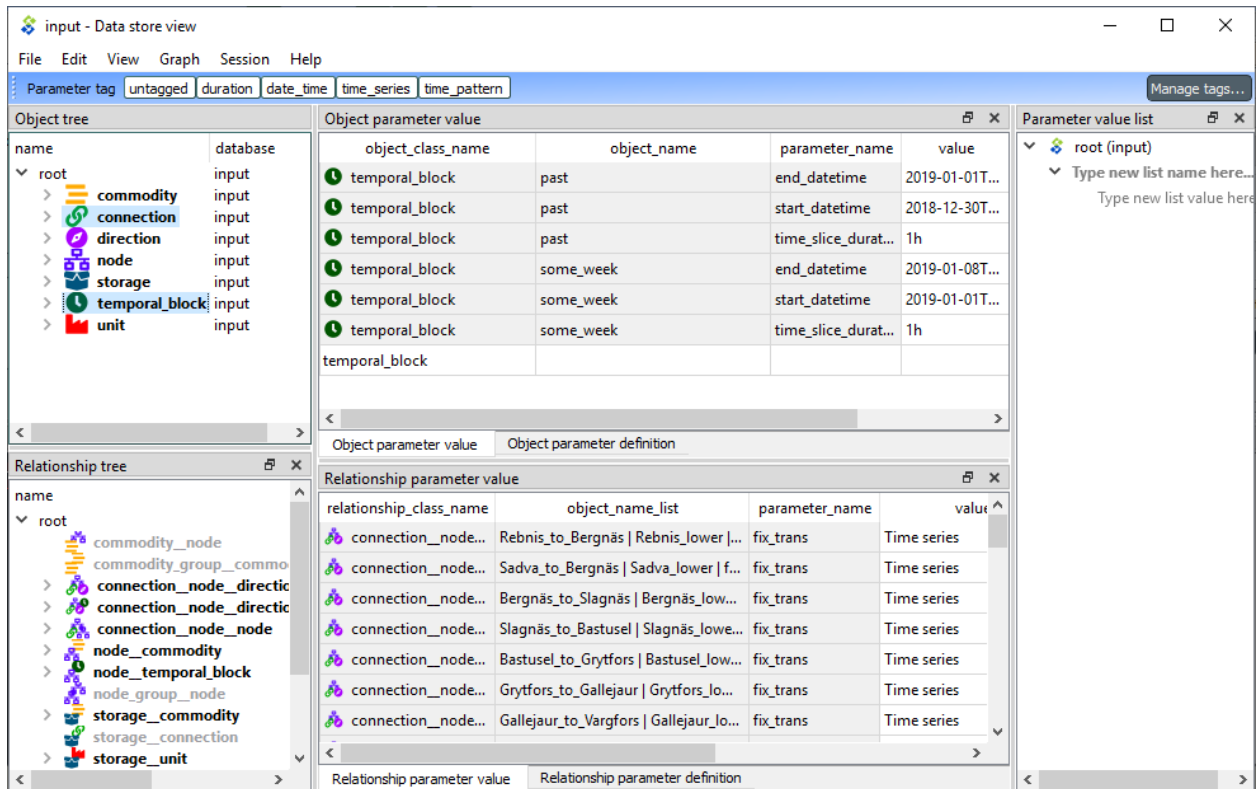 input - Data store view
File Edit View Graph Session Help
Parameter tag untagged duration date_time time_series time_pattern Manage tags...
Object tree
name database
root input
commodity input
connection input
direction input
node input
storage input
temporal_block input
unit input
Object parameter value
object_class_name object_name parameter_name value
temporal_block past end_datetime 2019-01-01T...
temporal_block past start_datetime 2018-12-30T...
temporal_block past time_slice_durat... 1h
temporal_block some_week end_datetime 2019-01-08T...
temporal_block some_week start_datetime 2019-01-01T...
temporal_block some_week time_slice_durat... 1h
temporal_block
Object parameter value Object parameter definition
Parameter value list
root (input)
Type new list name here...
Type new list value here
Relationship tree
name
root
commodity__node
commodity_group__commo
connection__node__directic
connection__node__directic
connection__node__node
node__commodity
node__temporal_block
node_group__node
storage__commodity
storage__connection
storage__unit
Relationship parameter value
relationship_class_name object_name_list parameter_name value
connection__node... Rebnis_to_Bergnäs | Rebnis_lower |... fix_trans Time series
connection__node... Sadva_to_Bergnäs | Sadva_lower | f... fix_trans Time series
connection__node... Bergnäs_to_Slagnäs | Bergnäs_low... fix_trans Time series
connection__node... Slagnäs_to_Bastusel | Slagnäs_lowe... fix_trans Time series
connection__node... Bastusel_to_Grytfors | Bastusel_low... fix_trans Time series
connection__node... Grytfors_to_Gallejaur | Grytfors_lo... fix_trans Time series
connection__node... Gallejaur_to_Vargfors | Gallejaur_lo... fix_trans Time series
Relationship parameter value Relationship parameter definition